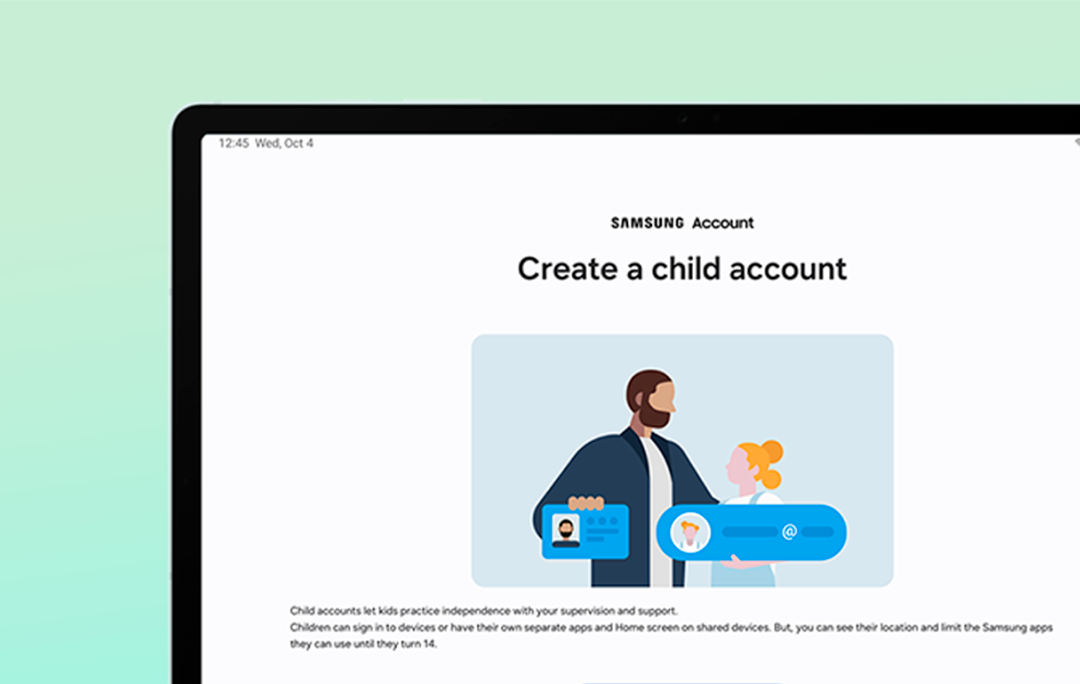 12:45 Wed, Oct 4
SAMSUNG Account
Create a child account
@
Child accounts let kids practice independence with your supervision and support.
Children can sign in to devices or have their own separate apps and Home screen on shared devices. But, you can see their location and limit the Samsung apps
they can use until they turn 14.